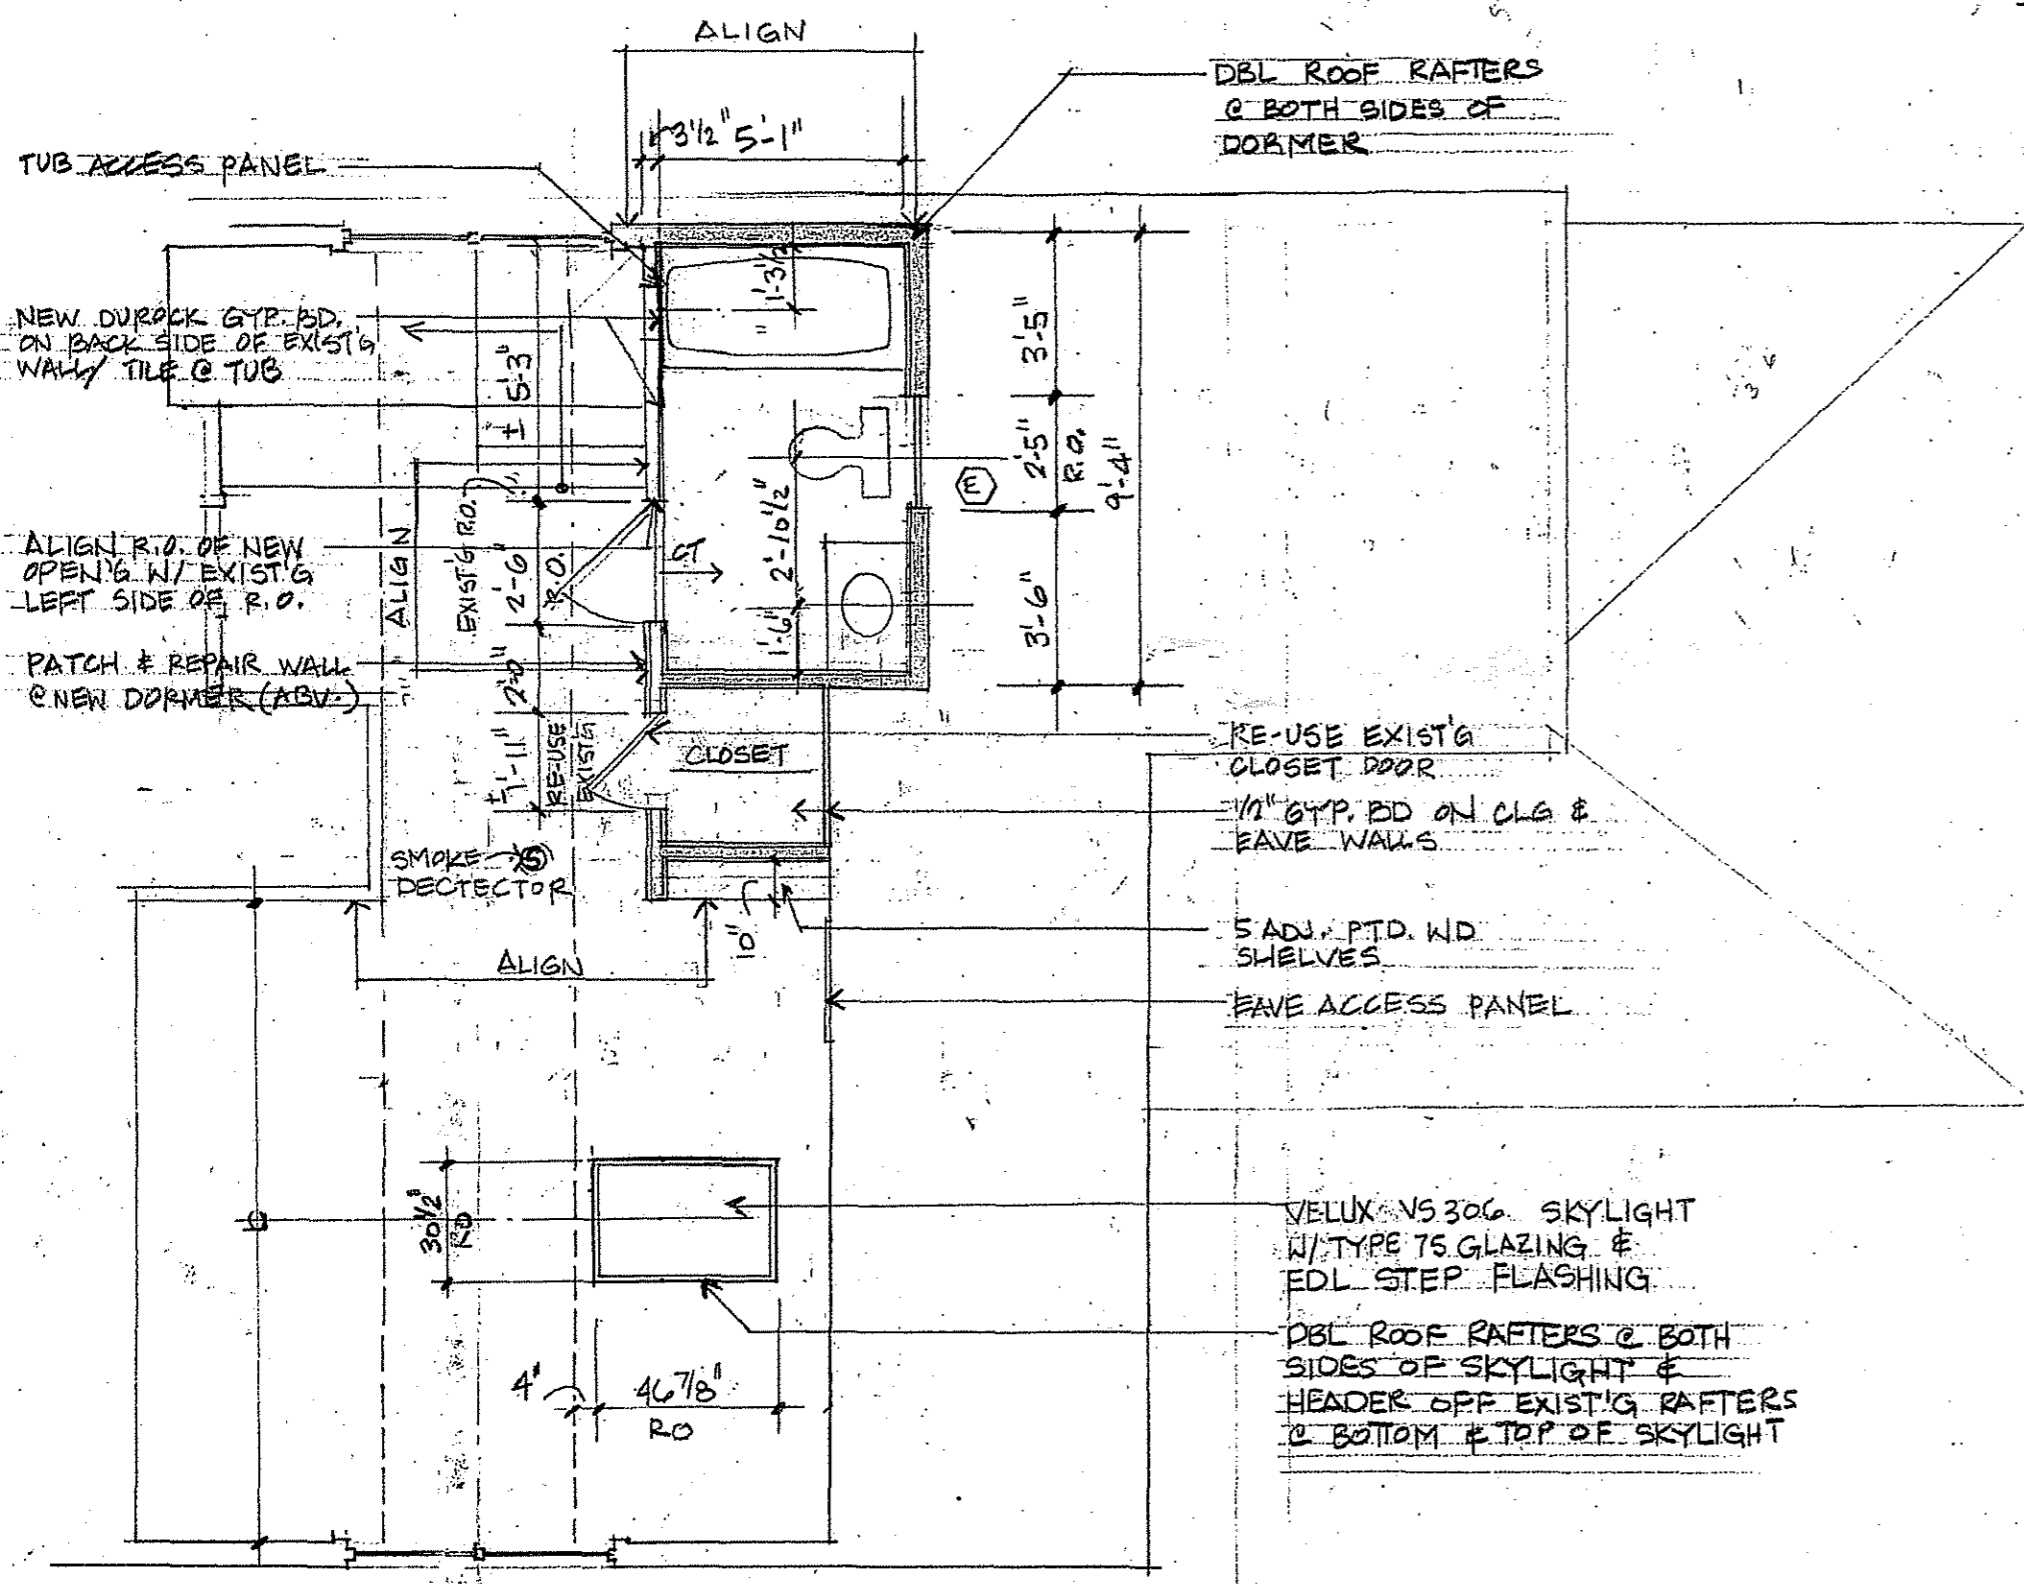 ALIGN
DBL ROOF RAFTERS
@ BOTH SIDES OF
DORMER
3½" 5'-1"
TUB ACCESS PANEL
1'-3½"
NEW DUROCK GYP. BD.
ON BACK SIDE OF EXIST'G
WALL/ TILE @ TUB
± 5'-3"
3'-5"
2'-5"
R.O.
9'-4"
E
ALIGN
EXIST'G R.O.
2'-6"
R.O.
CT
2'-10½"
1'-6"
3'-6"
ALIGN R.O. OF NEW
OPEN'G W/ EXIST'G
LEFT SIDE OF R.O.
PATCH & REPAIR WALL
@ NEW DORMER (ABV.)
2'-0"
±1'-11"
RE-USE
EXIST'G
CLOSET
RE-USE EXIST'G
CLOSET DOOR
1/2" GYP. BD ON CLG &
EAVE WALLS
SMOKE S
DECTECTOR
10"
5 ADJ. PTD. WD
SHELVES
ALIGN
EAVE ACCESS PANEL
30½"
RO
VELUX VS 306 SKYLIGHT
W/ TYPE 75 GLAZING &
EDL STEP FLASHING
DBL ROOF RAFTERS @ BOTH
SIDES OF SKYLIGHT &
HEADER OFF EXIST'G RAFTERS
@ BOTTOM & TOP OF SKYLIGHT
4"
46 7/8"
RO